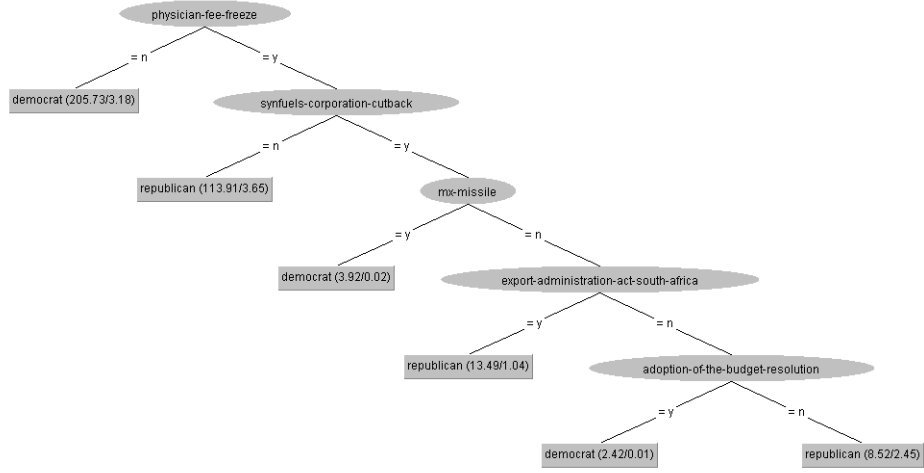 physician-fee-freeze
= n
= y
democrat (205.73/3.18)
synfuels-corporation-cutback
= n
= y
republican (113.91/3.65)
mx-missile
= y
= n
democrat (3.92/0.02)
export-administration-act-south-africa
= y
= n
republican (13.49/1.04)
adoption-of-the-budget-resolution
= y
= n
democrat (2.42/0.01)
republican (8.52/2.45)